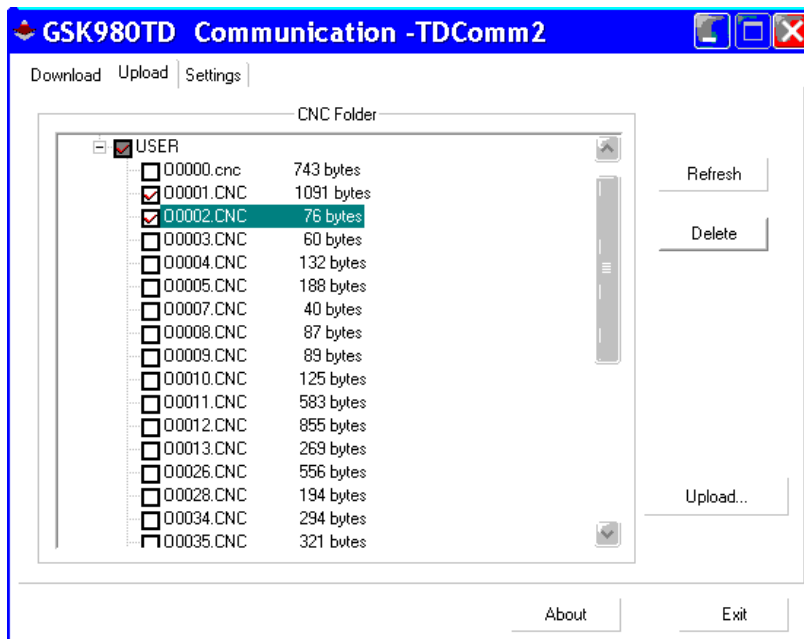 GSK980TD Communication -TDComm2
Download Upload Settings
CNC Folder
USER
O0000.cnc 743 bytes
O0001.CNC 1091 bytes
O0002.CNC 76 bytes
O0003.CNC 60 bytes
O0004.CNC 132 bytes
O0005.CNC 188 bytes
O0007.CNC 40 bytes
O0008.CNC 87 bytes
O0009.CNC 89 bytes
O0010.CNC 125 bytes
O0011.CNC 583 bytes
O0012.CNC 855 bytes
O0013.CNC 269 bytes
O0026.CNC 556 bytes
O0028.CNC 194 bytes
O0034.CNC 294 bytes
O0035.CNC 321 bytes
Refresh
Delete
Upload...
About Exit